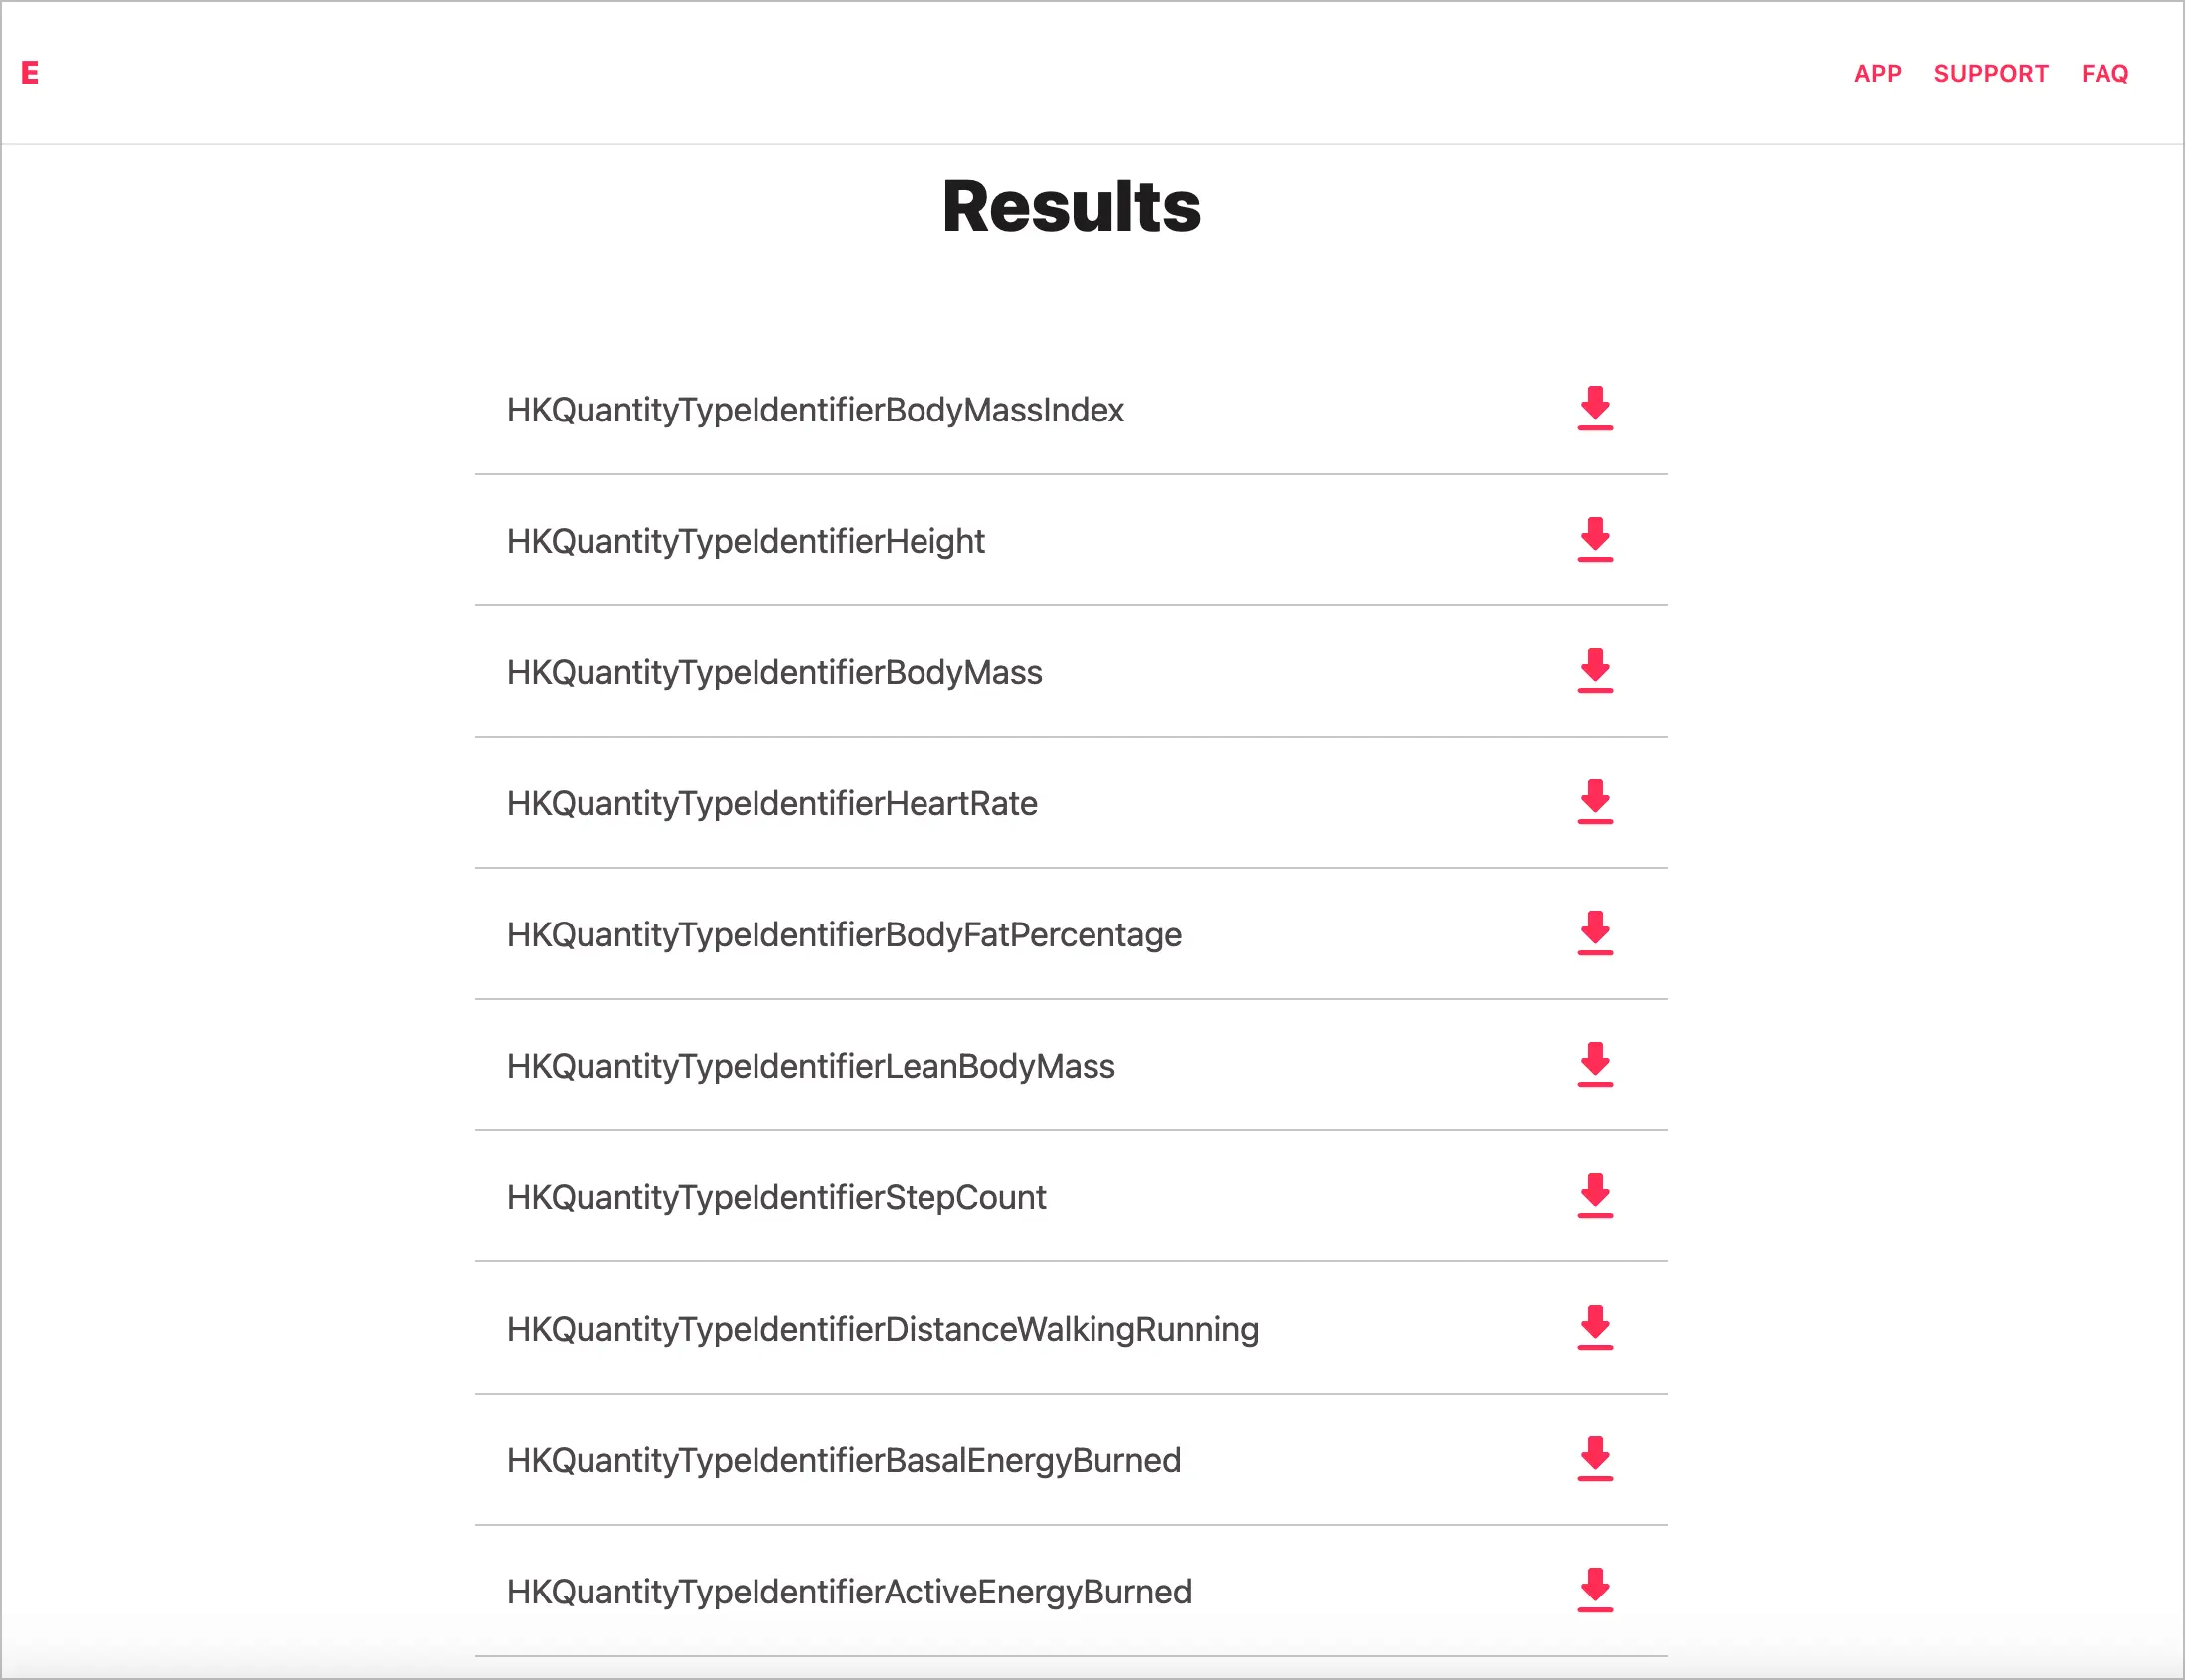 E
APP SUPPORT FAQ
Results
HKQuantityTypeIdentifierBodyMassIndex
HKQuantityTypeIdentifierHeight
HKQuantityTypeIdentifierBodyMass
HKQuantityTypeIdentifierHeartRate
HKQuantityTypeIdentifierBodyFatPercentage
HKQuantityTypeIdentifierLeanBodyMass
HKQuantityTypeIdentifierStepCount
HKQuantityTypeIdentifierDistanceWalkingRunning
HKQuantityTypeIdentifierBasalEnergyBurned
HKQuantityTypeIdentifierActiveEnergyBurned